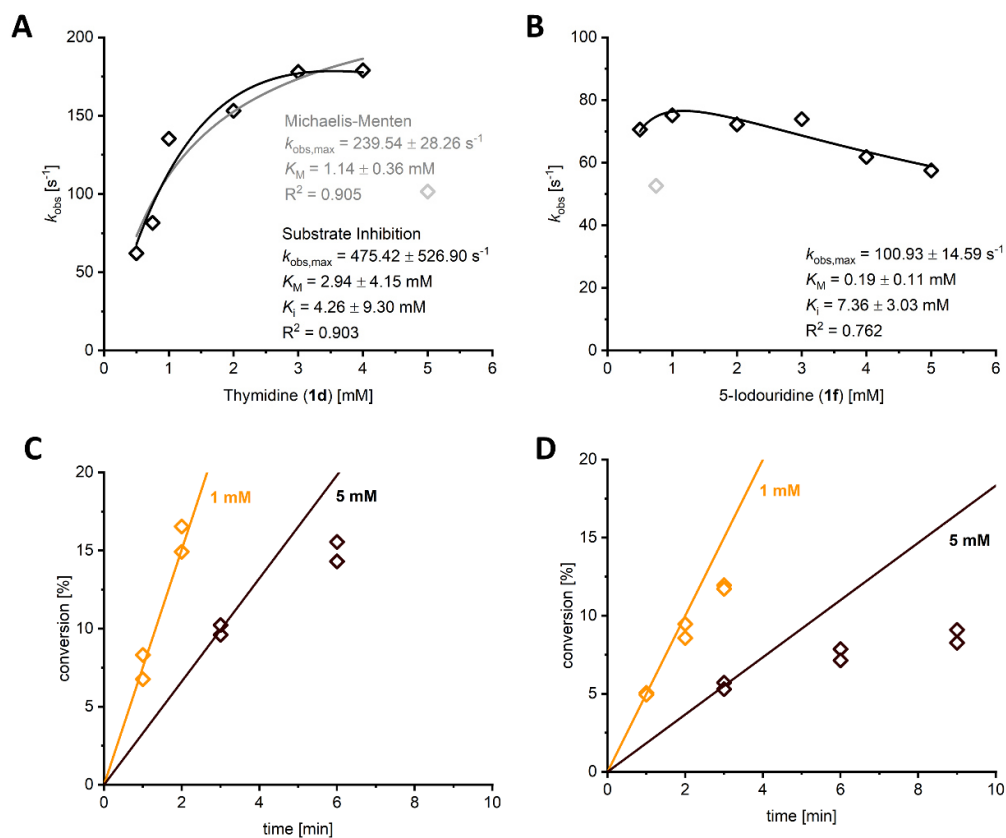 A
200
150
100
50
0
k_obs [s⁻¹]
Michaelis-Menten
k_obs,max = 239.54 ± 28.26 s⁻¹
K_M = 1.14 ± 0.36 mM
R² = 0.905
Substrate Inhibition
k_obs,max = 475.42 ± 526.90 s⁻¹
K_M = 2.94 ± 4.15 mM
K_i = 4.26 ± 9.30 mM
R² = 0.903
0 1 2 3 4 5 6
Thymidine (1d) [mM]
B
100
80
60
40
20
0
k_obs [s⁻¹]
k_obs,max = 100.93 ± 14.59 s⁻¹
K_M = 0.19 ± 0.11 mM
K_i = 7.36 ± 3.03 mM
R² = 0.762
0 1 2 3 4 5 6
5-Iodouridine (1f) [mM]
C
20
15
10
5
0
conversion [%]
1 mM
5 mM
0 2 4 6 8 10
time [min]
D
20
15
10
5
0
conversion [%]
1 mM
5 mM
0 2 4 6 8 10
time [min]